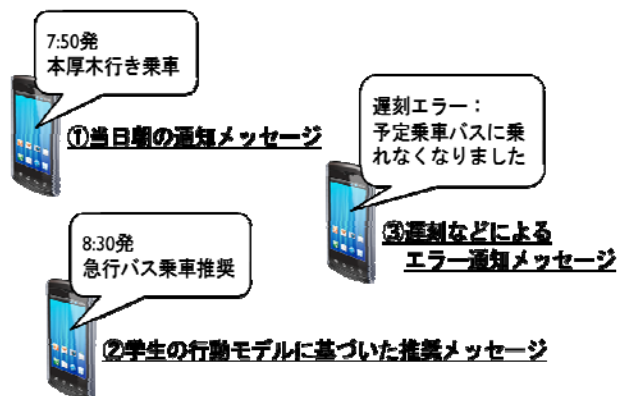 7:50発
本厚木行き乗車
①当日朝の通知メッセージ
遅刻エラー：
予定乗車バスに乗
れなくなりました
③遅刻などによる
エラー通知メッセージ
8:30発
急行バス乗車推奨
②学生の行動モデルに基づいた推奨メッセージ